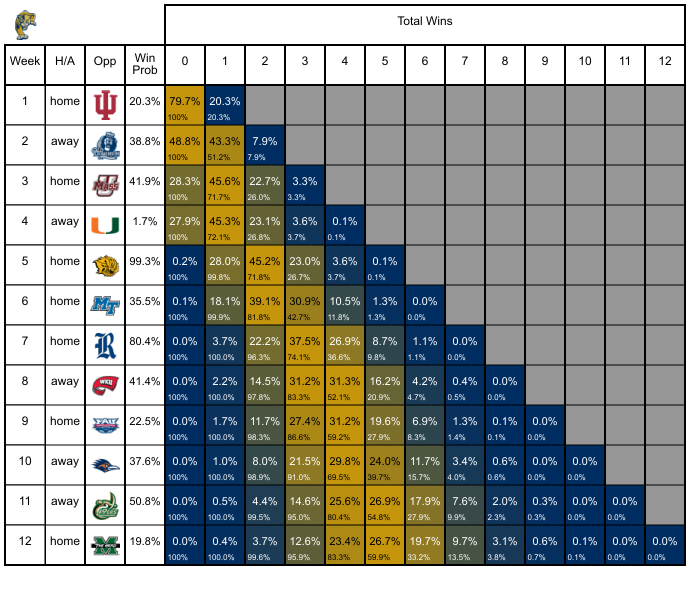 Total Wins
Week H/A Opp Win Prob 0 1 2 3 4 5 6 7 8 9 10 11 12
1 home 20.3% 79.7% 20.3%
100% 20.3%
2 away 38.8% 48.8% 43.3% 7.9%
100% 51.2% 7.9%
3 home 41.9% 28.3% 45.6% 22.7% 3.3%
100% 71.7% 26.0% 3.3%
4 away 1.7% 27.9% 45.3% 23.1% 3.6% 0.1%
100% 72.1% 26.8% 3.7% 0.1%
5 home 99.3% 0.2% 28.0% 45.2% 23.0% 3.6% 0.1%
100% 99.8% 71.8% 26.7% 3.7% 0.1%
6 home 35.5% 0.1% 18.1% 39.1% 30.9% 10.5% 1.3% 0.0%
100% 99.9% 81.8% 42.7% 11.8% 1.3% 0.0%
7 home 80.4% 0.0% 3.7% 22.2% 37.5% 26.9% 8.7% 1.1% 0.0%
100% 100.0% 96.3% 74.1% 36.6% 9.8% 1.1% 0.0%
8 away 41.4% 0.0% 2.2% 14.5% 31.2% 31.3% 16.2% 4.2% 0.4% 0.0%
100% 100.0% 97.8% 83.3% 52.1% 20.9% 4.7% 0.5% 0.0%
9 home 22.5% 0.0% 1.7% 11.7% 27.4% 31.2% 19.6% 6.9% 1.3% 0.1% 0.0%
100% 100.0% 98.3% 86.6% 59.2% 27.9% 8.3% 1.4% 0.1% 0.0%
10 away 37.6% 0.0% 1.0% 8.0% 21.5% 29.8% 24.0% 11.7% 3.4% 0.6% 0.0% 0.0%
100% 100.0% 98.9% 91.0% 69.5% 39.7% 15.7% 4.0% 0.6% 0.0% 0.0%
11 away 50.8% 0.0% 0.5% 4.4% 14.6% 25.6% 26.9% 17.9% 7.6% 2.0% 0.3% 0.0% 0.0%
100% 100.0% 99.5% 95.0% 80.4% 54.8% 27.9% 9.9% 2.3% 0.3% 0.0% 0.0%
12 home 19.8% 0.0% 0.4% 3.7% 12.6% 23.4% 26.7% 19.7% 9.7% 3.1% 0.6% 0.1% 0.0% 0.0%
100% 100.0% 99.6% 95.9% 83.3% 59.9% 33.2% 13.5% 3.8% 0.7% 0.1% 0.0% 0.0%